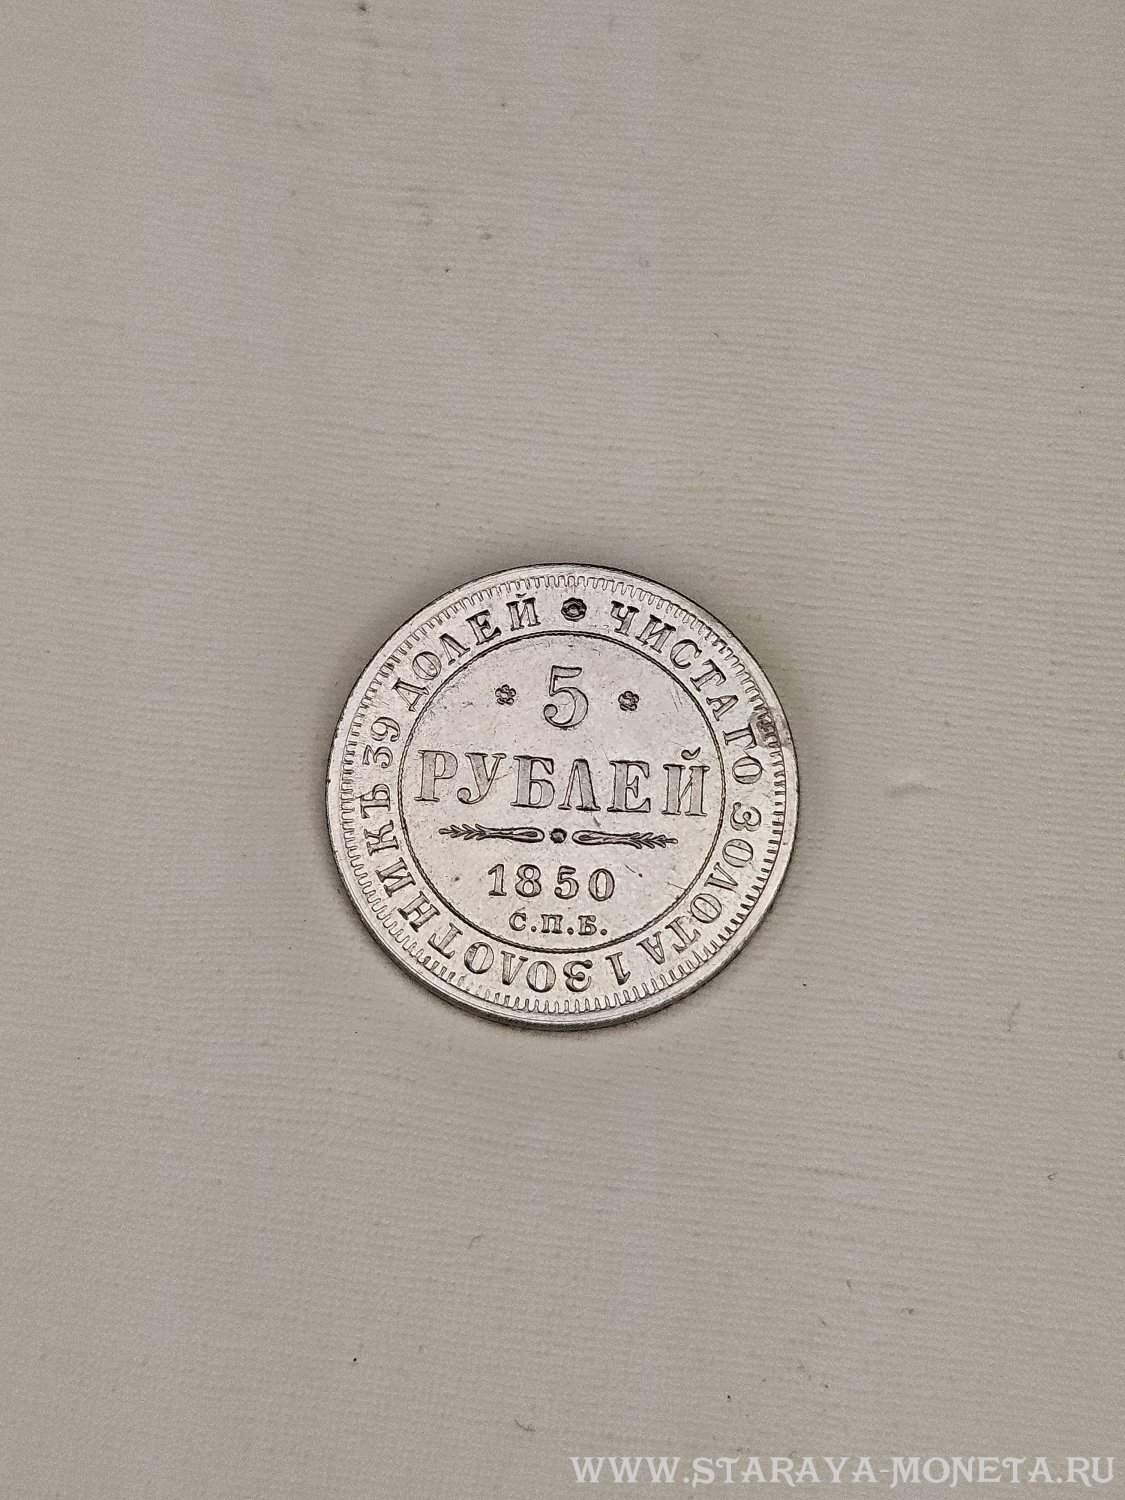 ЧИСТАГО ЗОЛОТА 1 ЗОЛОТНИКЪ 39 ДОЛЕЙ
5
РУБЛЕЙ
1850
С.П.Б.
WWW.STARAYA-MONETA.RU